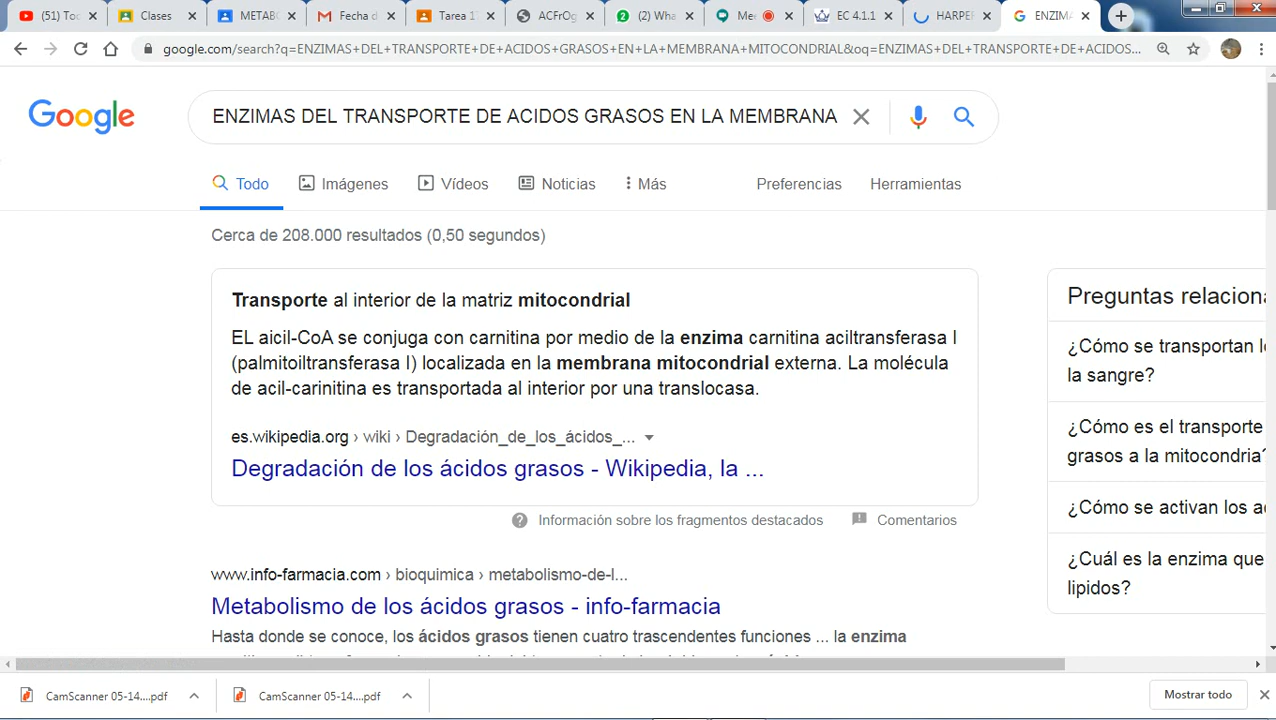 (51) Toc
Clases
METABO
Fecha d
Tarea 17
ACFrOg
(2) Wha
Mee
EC 4.1.1
HARPER
ENZIMA
google.com/search?q=ENZIMAS+DEL+TRANSPORTE+DE+ACIDOS+GRASOS+EN+LA+MEMBRANA+MITOCONDRIAL&oq=ENZIMAS+DEL+TRANSPORTE+DE+ACIDOS...
Google
ENZIMAS DEL TRANSPORTE DE ACIDOS GRASOS EN LA MEMBRANA
Todo
Imágenes
Vídeos
Noticias
Más
Preferencias
Herramientas
Cerca de 208.000 resultados (0,50 segundos)
Transporte al interior de la matriz mitocondrial
EL aicil-CoA se conjuga con carnitina por medio de la enzima carnitina aciltransferasa I
(palmitoiltransferasa I) localizada en la membrana mitocondrial externa. La molécula
de acil-carinitina es transportada al interior por una translocasa.
es.wikipedia.org › wiki › Degradación_de_los_ácidos_...
Degradación de los ácidos grasos - Wikipedia, la ...
Información sobre los fragmentos destacados
Comentarios
www.info-farmacia.com › bioquimica › metabolismo-de-l...
Metabolismo de los ácidos grasos - info-farmacia
Hasta donde se conoce, los ácidos grasos tienen cuatro trascendentes funciones ... la enzima
Preguntas relaciona
¿Cómo se transportan l
la sangre?
¿Cómo es el transporte
grasos a la mitocondria?
¿Cómo se activan los a
¿Cuál es la enzima que
lipidos?
CamScanner 05-14....pdf
CamScanner 05-14....pdf
Mostrar todo